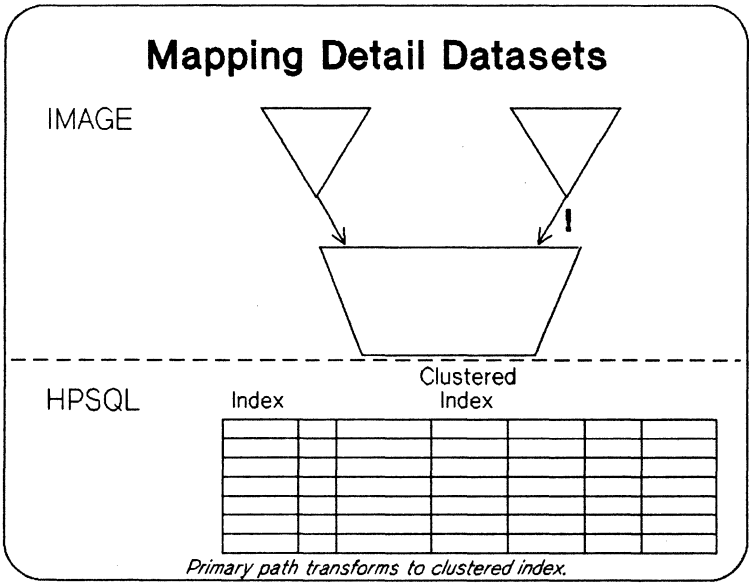 Mapping Detail Datasets
IMAGE
!
Clustered
HPSQL Index Index
Primary path transforms to clustered index.